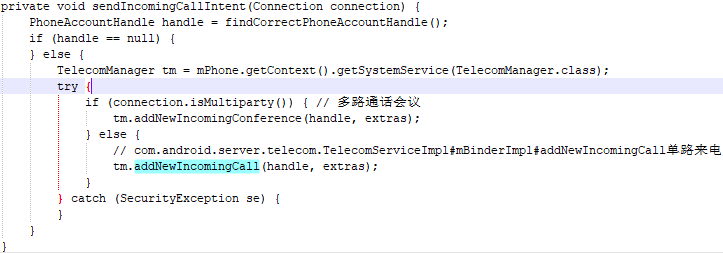 private void sendIncomingCallIntent(Connection connection) {
    PhoneAccountHandle handle = findCorrectPhoneAccountHandle();
    if (handle == null) {
    } else {
        TelecomManager tm = mPhone.getContext().getSystemService(TelecomManager.class);
        try {
            if (connection.isMultiparty()) { // 多路通话会议
                tm.addNewIncomingConference(handle, extras);
            } else {
                // com.android.server.telecom.TelecomServiceImpl#mBinderImpl#addNewIncomingCall单路来电
                tm.addNewIncomingCall(handle, extras);
            }
        } catch (SecurityException se) {
        }
    }
}